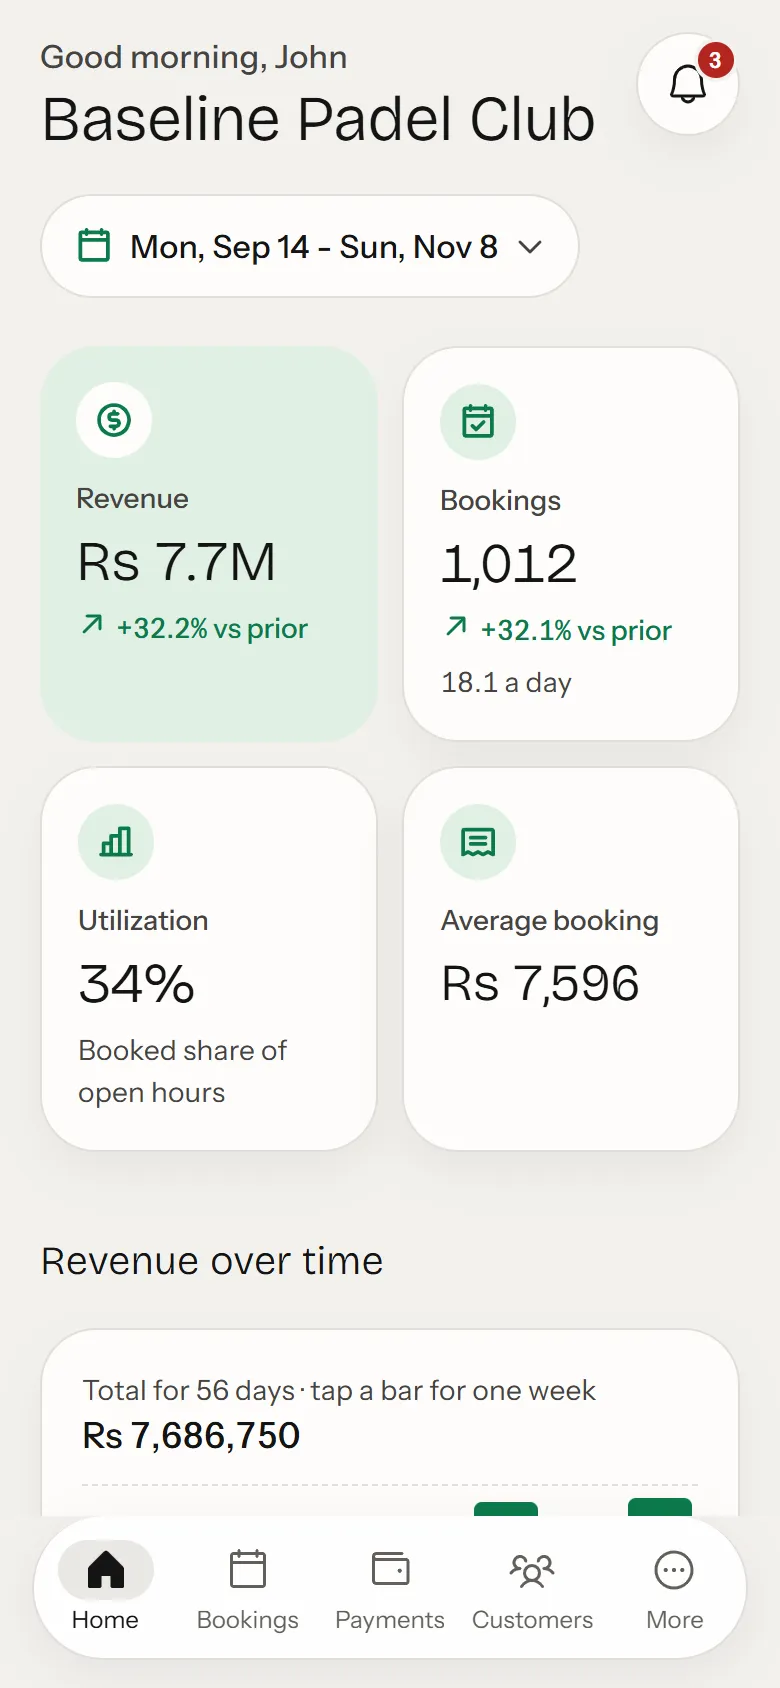 Good morning, John
3
Baseline Padel Club
Mon, Sep 14 - Sun, Nov 8
Revenue
Rs 7.7M
+32.2% vs prior
Bookings
1,012
+32.1% vs prior
18.1 a day
Utilization
34%
Booked share of
open hours
Average booking
Rs 7,596
Revenue over time
Total for 56 days · tap a bar for one week
Rs 7,686,750
Home
Bookings
Payments
Customers
More